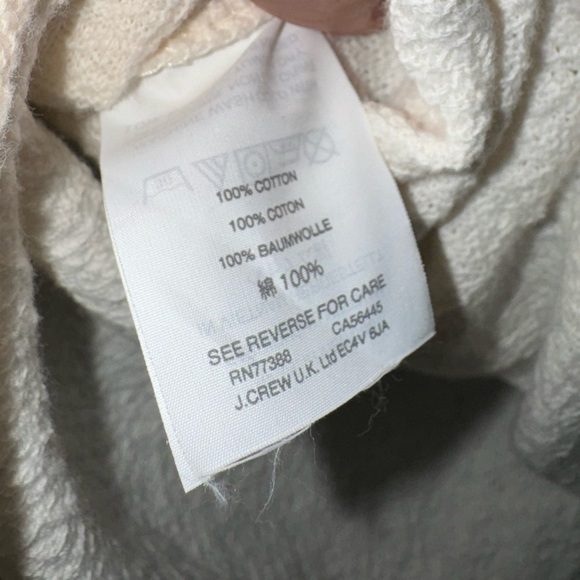 100% COTTON
100% COTON
100% BAUMWOLLE
綿 100%
SEE REVERSE FOR CARE
RN77388 CA56445
J.CREW U.K. Ltd EC4V 6JA